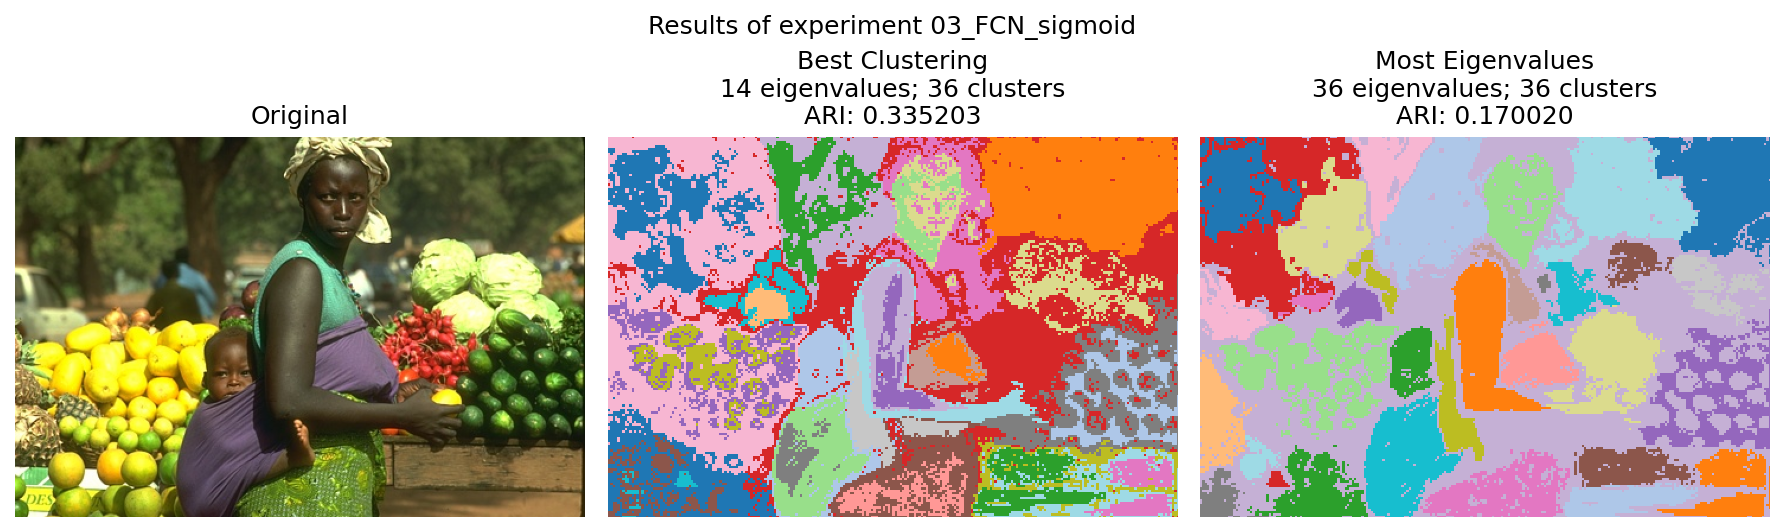 Results of experiment 03_FCN_sigmoid
Original
Best Clustering
14 eigenvalues; 36 clusters
ARI: 0.335203
Most Eigenvalues
36 eigenvalues; 36 clusters
ARI: 0.170020
DES